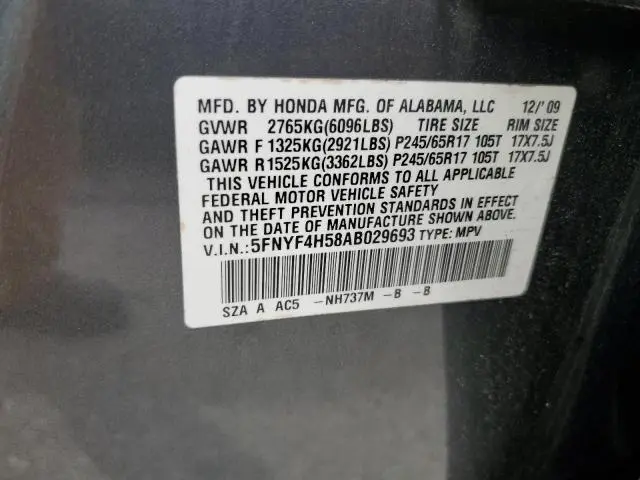 MFD. BY HONDA MFG. OF ALABAMA, LLC 12/'09
GVWR 2765KG(6096LBS) TIRE SIZE RIM SIZE
GAWR F 1325KG(2921LBS) P245/65R17 105T 17X7.5J
GAWR R1525KG(3362LBS) P245/65R17 105T 17X7.5J
THIS VEHICLE CONFORMS TO ALL APPLICABLE
FEDERAL MOTOR VEHICLE SAFETY
AND THEFT PREVENTION STANDARDS IN EFFECT
ON THE DATE OF MANUFACTURE SHOWN ABOVE.
V.I.N.: 5FNYF4H58AB029693 TYPE: MPV
SZA A AC5 -NH737M -B -B